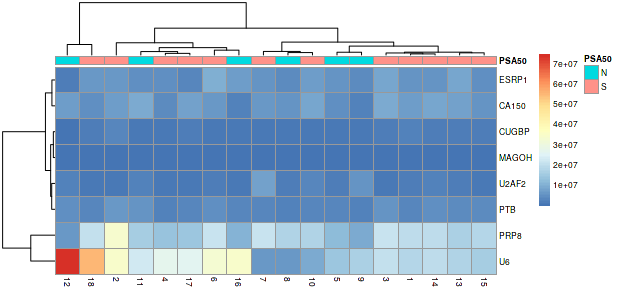 PSA50
ESRP1
CA150
CUGBP
MAGOH
U2AF2
PTB
PRP8
U6
12 18 2 11 4 17 6 16 7 8 10 5 9 3 1 14 13 15
7e+07
6e+07
5e+07
4e+07
3e+07
2e+07
1e+07
PSA50
N
S